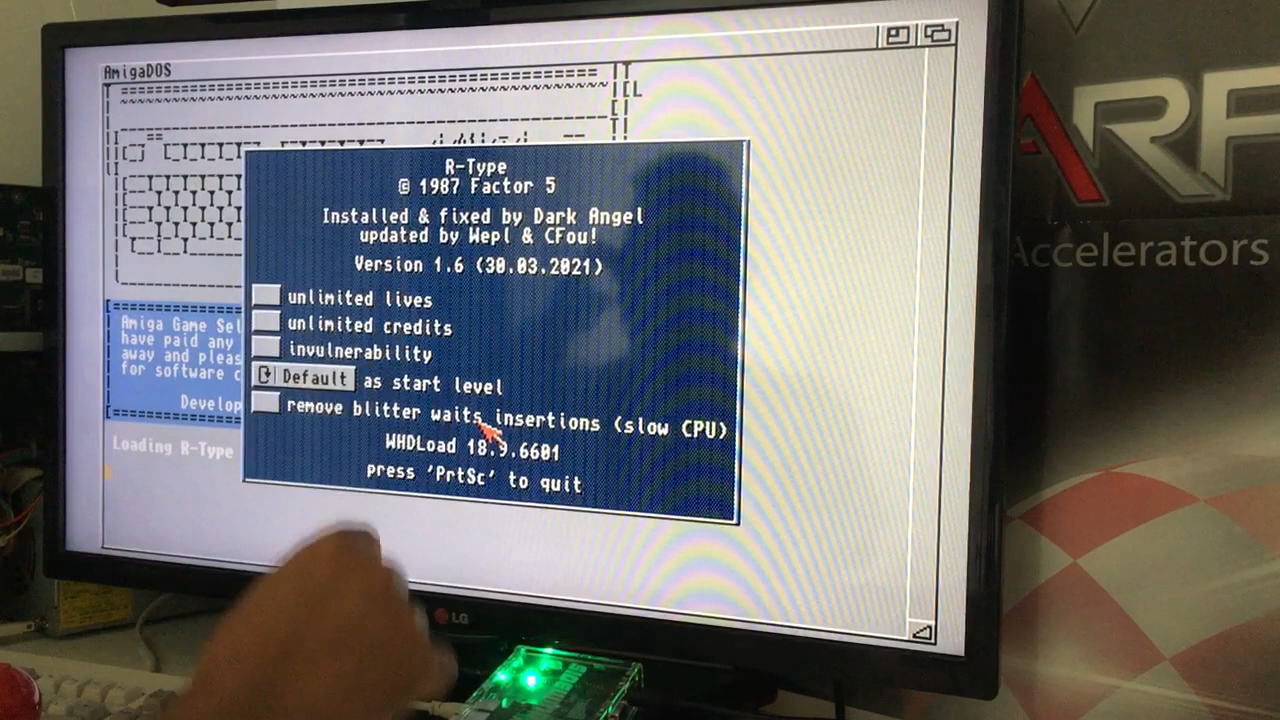 AmigaDOS
R-Type
© 1987 Factor 5
Installed & fixed by Dark Angel
updated by Wepl & CFou!
Version 1.6 (30.03.2021)
unlimited lives
unlimited credits
invulnerability
Default as start level
remove blitter waits insertions (slow CPU)
WHDLoad 18.9.6601
press 'PrtSc' to quit
Amiga Game Sel
have paid any
away and pleas
for software c
Develop
Loading R-Type
LG
Accelerators